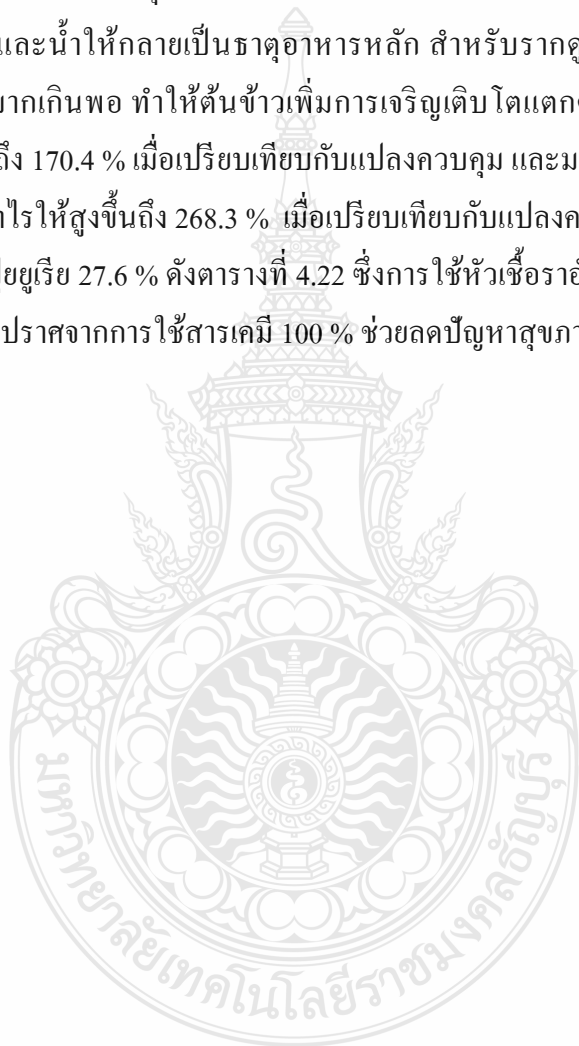 และน้ำให้กลายเป็นธาตุอาหารหลัก สำหรับรากดู
มากเกินพอ ทำให้ต้นข้าวเพิ่มการเจริญเติบโตแตก
ถึง 170.4 % เมื่อเปรียบเทียบกับแปลงควบคุม และม
ไรให้สูงขึ้นถึง 268.3 % เมื่อเปรียบเทียบกับแปลงค
ยยูเรีย 27.6 % ดังตารางที่ 4.22 ซึ่งการใช้หัวเชื้อรา
ปราศจากการใช้สารเคมี 100 % ช่วยลดปัญหาสุขภา
มหาวิทยาลัยเทคโนโลยีราชมงคลธัญบุรี